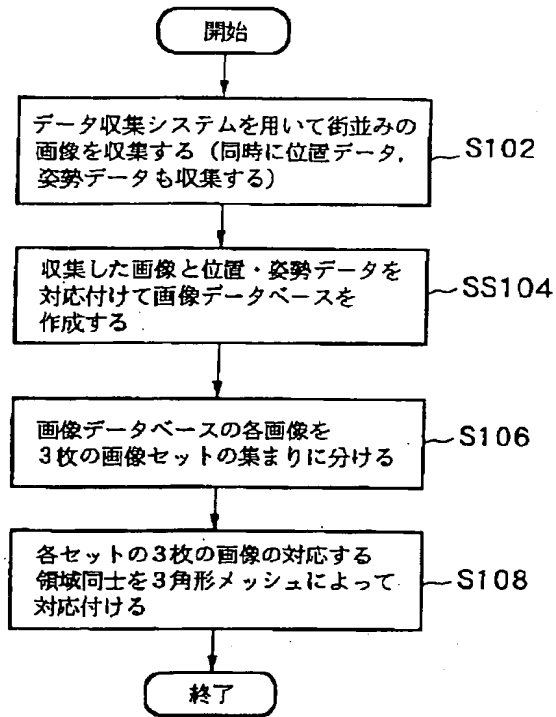 開始
データ収集システムを用いて街並みの
画像を収集する（同時に位置データ，
姿勢データも収集する）
S102
収集した画像と位置・姿勢データを
対応付けて画像データベースを
作成する
SS104
画像データベースの各画像を
3枚の画像セットの集まりに分ける
S106
各セットの3枚の画像の対応する
領域同士を3角形メッシュによって
対応付ける
S108
終了